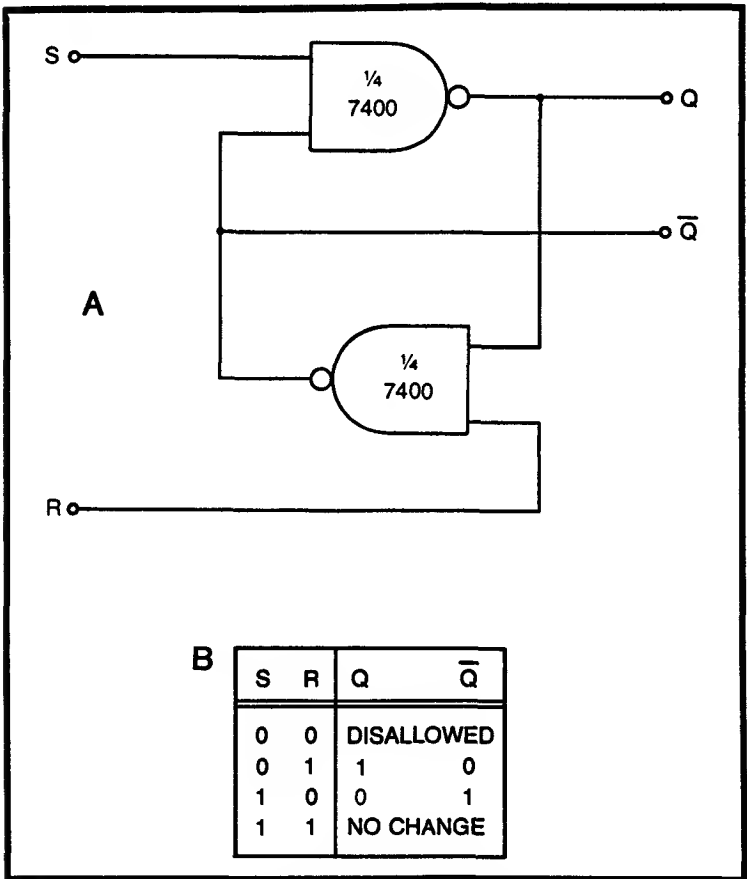 S
¼
7400
Q
Q̅
A
¼
7400
R
B
S R Q Q̅
0 0 DISALLOWED
0 1 1 0
1 0 0 1
1 1 NO CHANGE